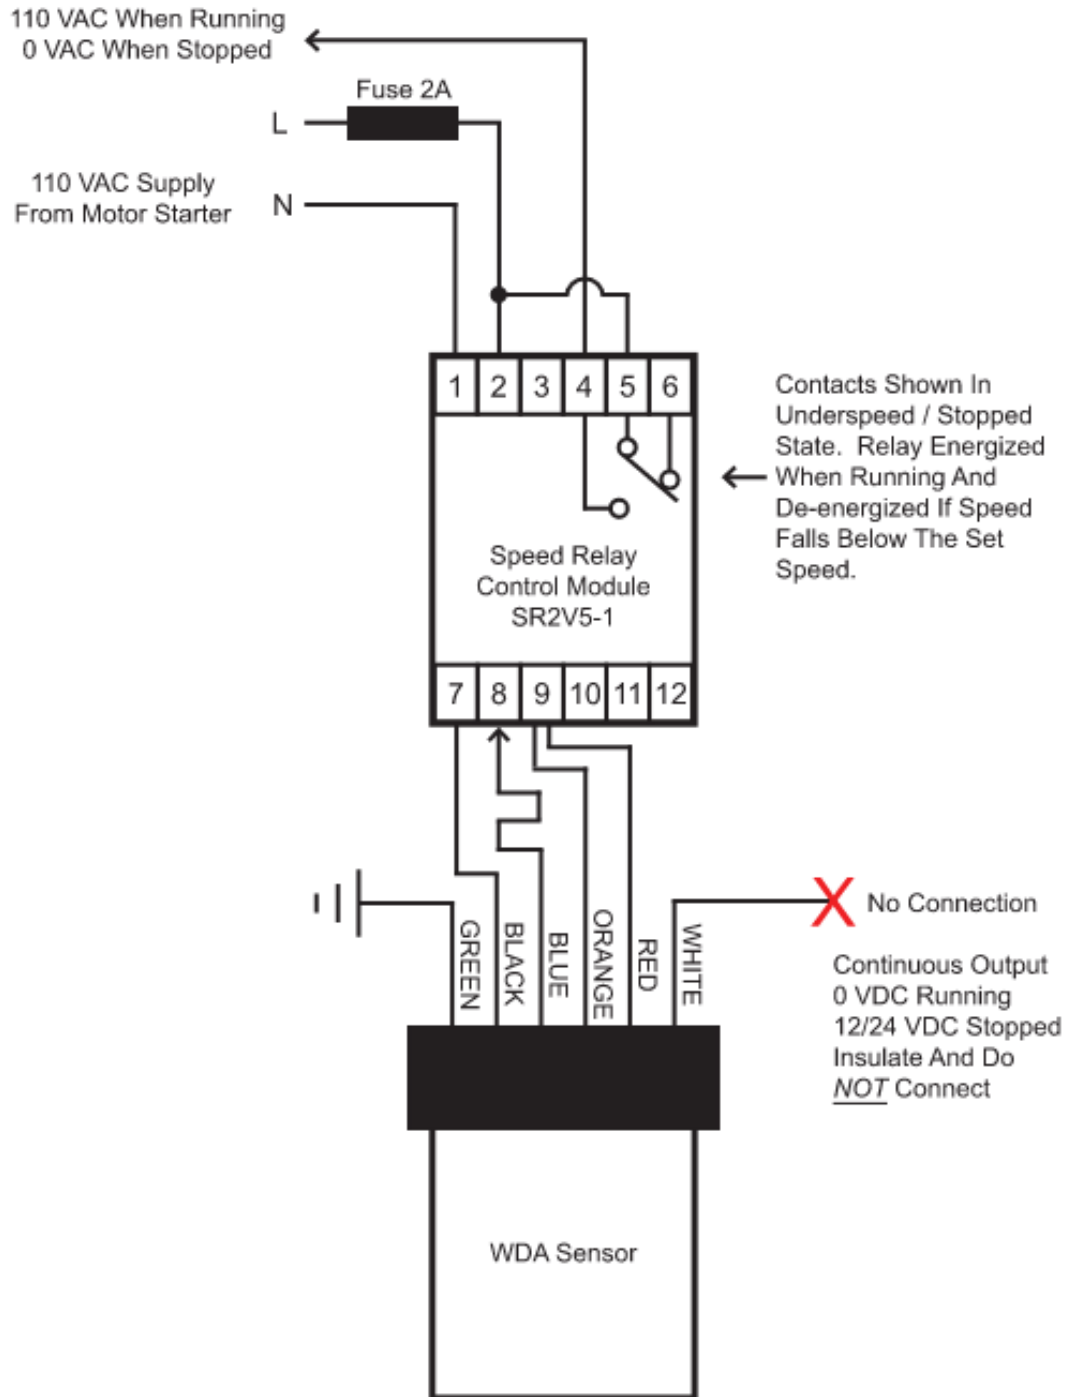 110 VAC When Running
0 VAC When Stopped
Fuse 2A
L
110 VAC Supply
From Motor Starter
N
1 2 3 4 5 6
Contacts Shown In
Underspeed / Stopped
State. Relay Energized
When Running And
De-energized If Speed
Falls Below The Set
Speed.
Speed Relay
Control Module
SR2V5-1
7 8 9 10 11 12
GREEN
BLACK
BLUE
ORANGE
RED
WHITE
X
No Connection
Continuous Output
0 VDC Running
12/24 VDC Stopped
Insulate And Do
NOT Connect
WDA Sensor